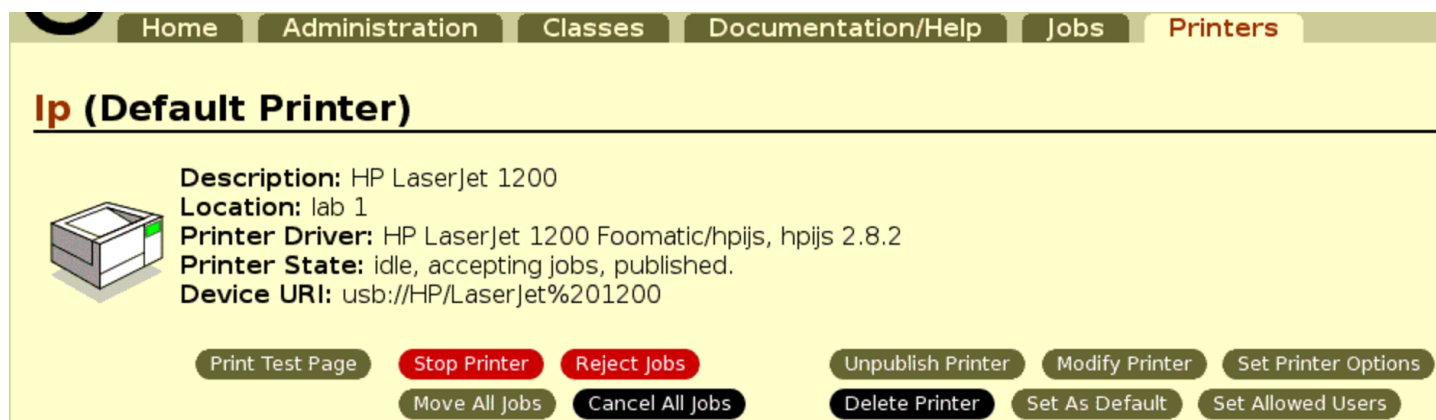 Home Administration Classes Documentation/Help Jobs Printers
lp (Default Printer)
Description: HP LaserJet 1200
Location: lab 1
Printer Driver: HP LaserJet 1200 Foomatic/hpijs, hpijs 2.8.2
Printer State: idle, accepting jobs, published.
Device URI: usb://HP/LaserJet%201200
Print Test Page Stop Printer Reject Jobs Unpublish Printer Modify Printer Set Printer Options
Move All Jobs Cancel All Jobs Delete Printer Set As Default Set Allowed Users